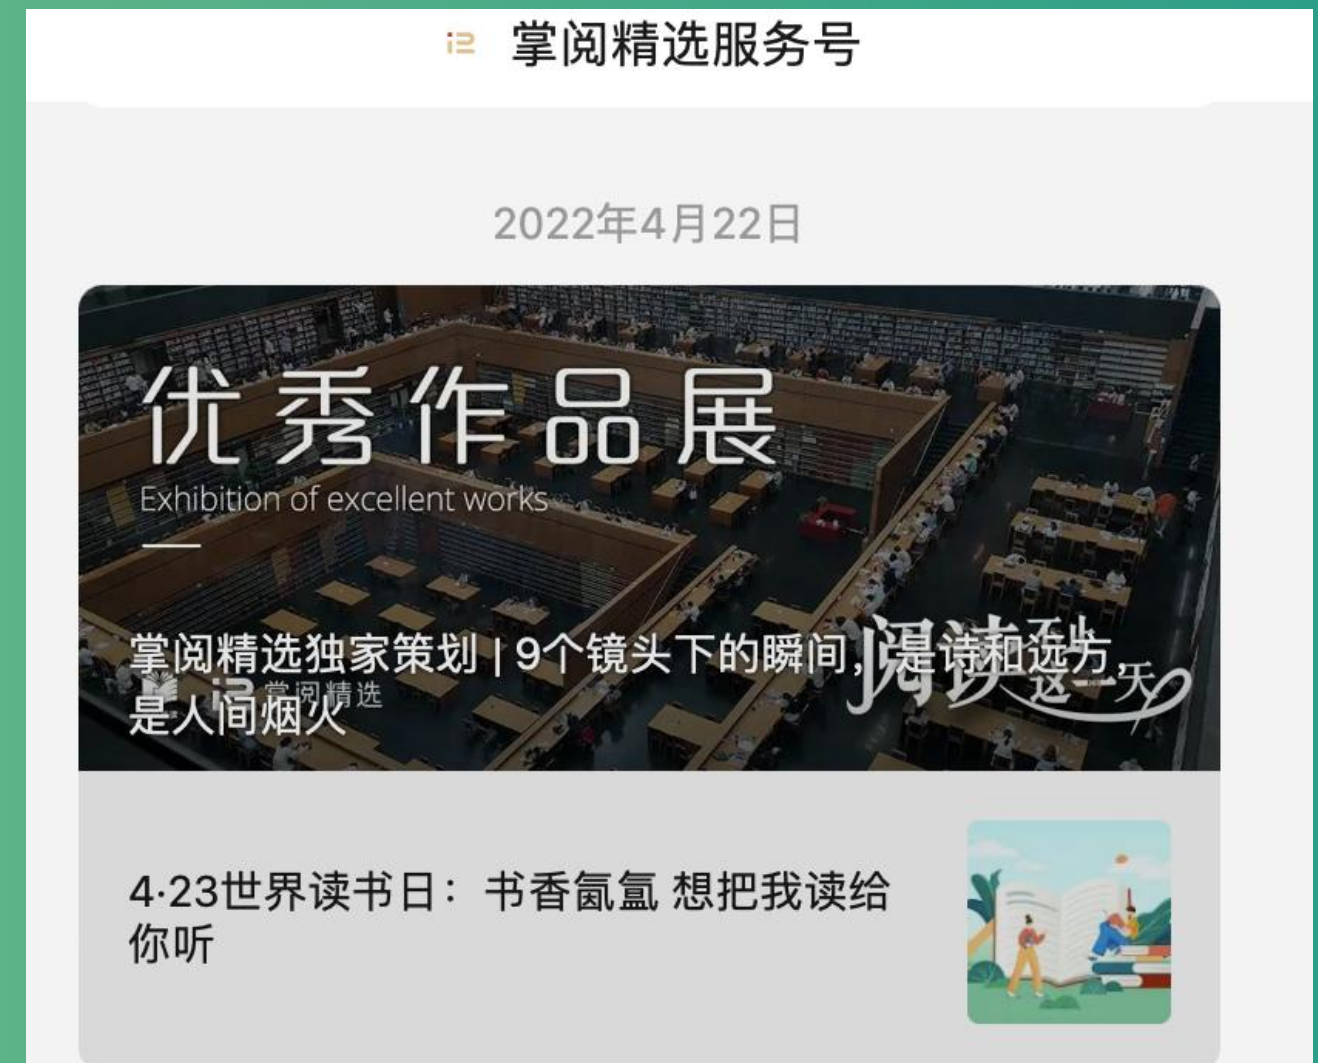 掌阅精选服务号
2022年4月22日
优秀作品展
Exhibition of excellent works
掌阅精选独家策划 | 9个镜头下的瞬间，是诗和远方，
是人间烟火
掌阅精选
阅读这一天
4·23世界读书日：书香氤氲 想把我读给
你听